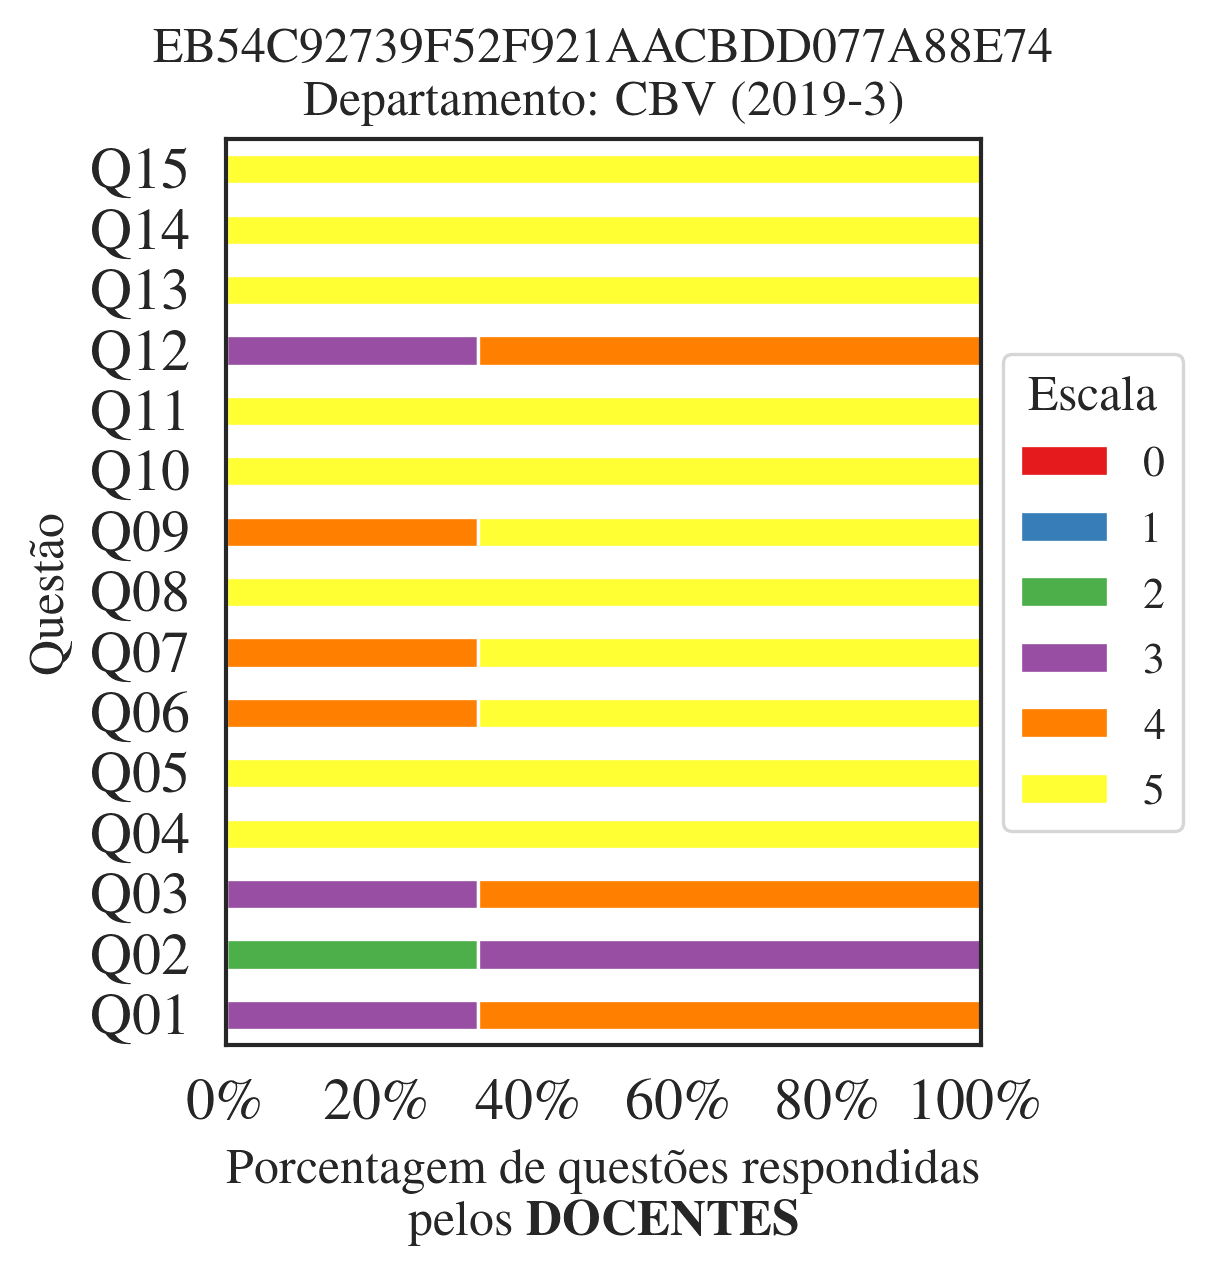 EB54C92739F52F921AACBDD077A88E74
Departamento: CBV (2019-3)
Questão
Q15
Q14
Q13
Q12
Q11
Q10
Q09
Q08
Q07
Q06
Q05
Q04
Q03
Q02
Q01
0% 20% 40% 60% 80% 100%
Porcentagem de questões respondidas
pelos DOCENTES
Escala
0
1
2
3
4
5